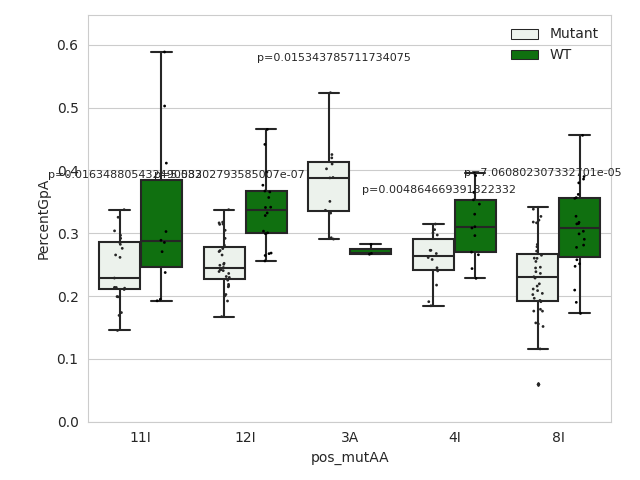 Mutant
WT
p=0.015343785711734075
p=7.060802307332701e-05
p=0.004864669391822332
PercentGpA
0.6
0.5
0.4
0.3
0.2
0.1
0.0
11I 12I 3A 4I 8I
pos_mutAA